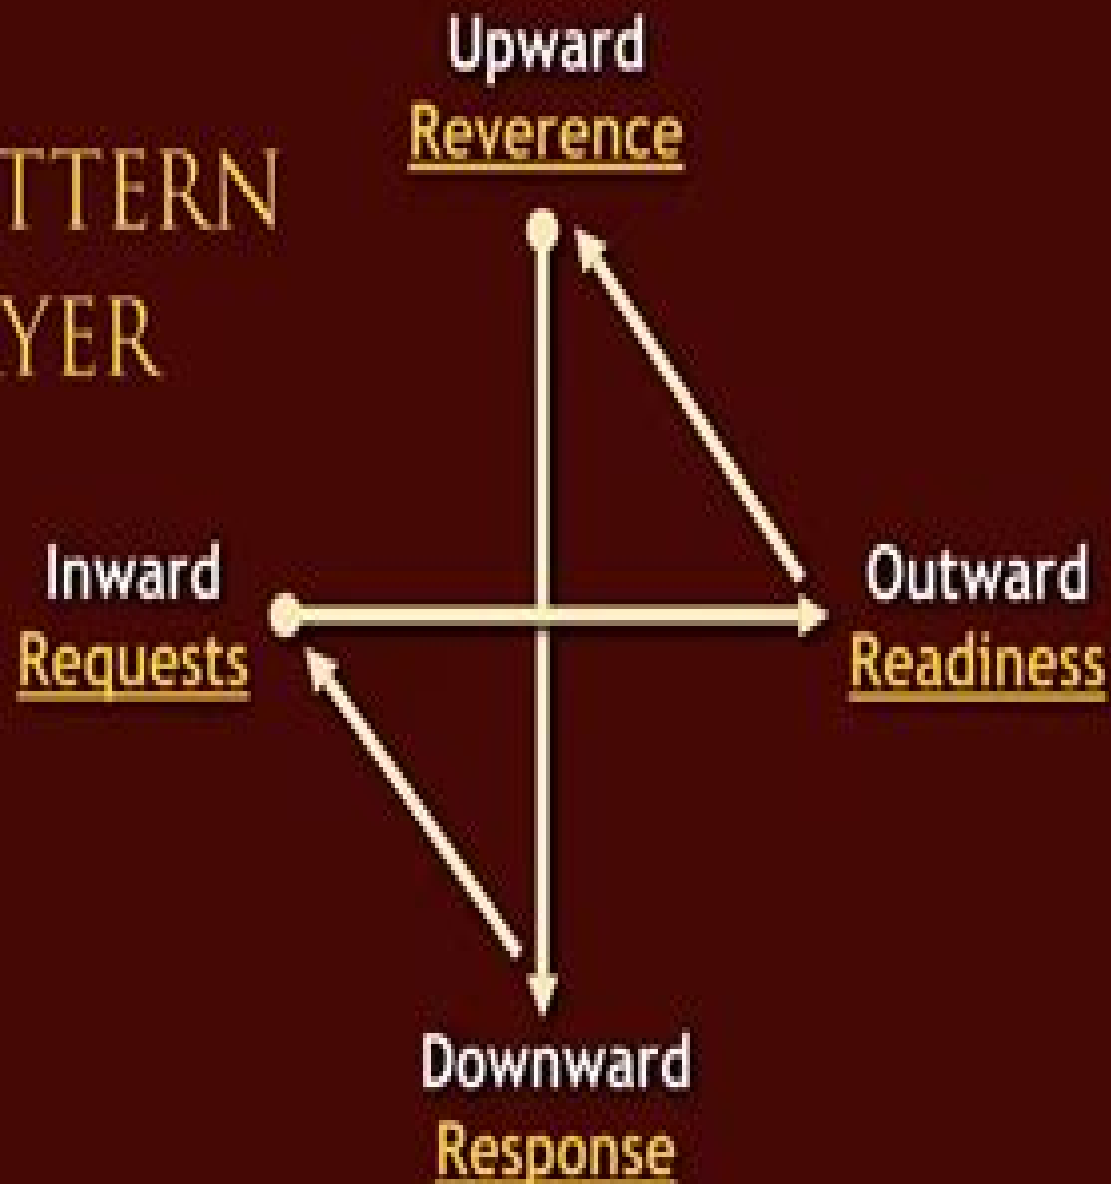 Upward
Reverence
TTERN
YER
Inward
Requests
Outward
Readiness
Downward
Response